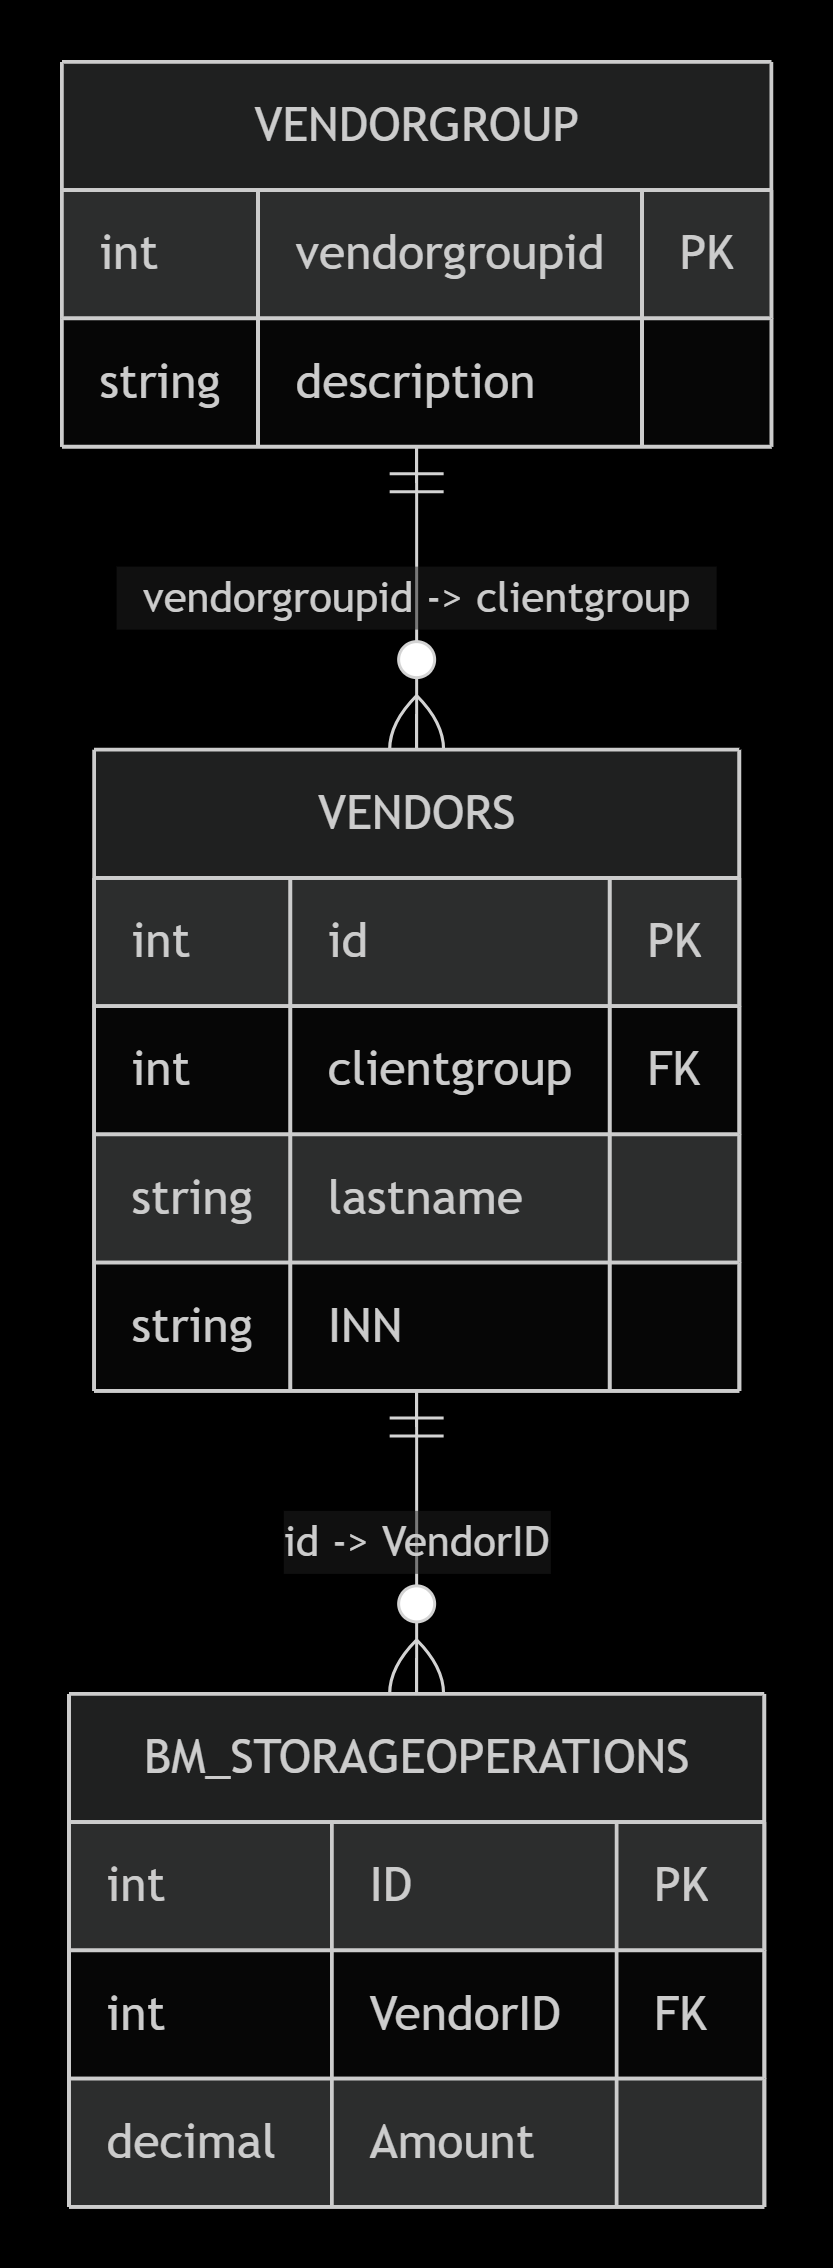 VENDORGROUP
int vendorgroupid PK
string description
vendorgroupid -> clientgroup
VENDORS
int id PK
int clientgroup FK
string lastname
string INN
id -> VendorID
BM_STORAGEOPERATIONS
int ID PK
int VendorID FK
decimal Amount